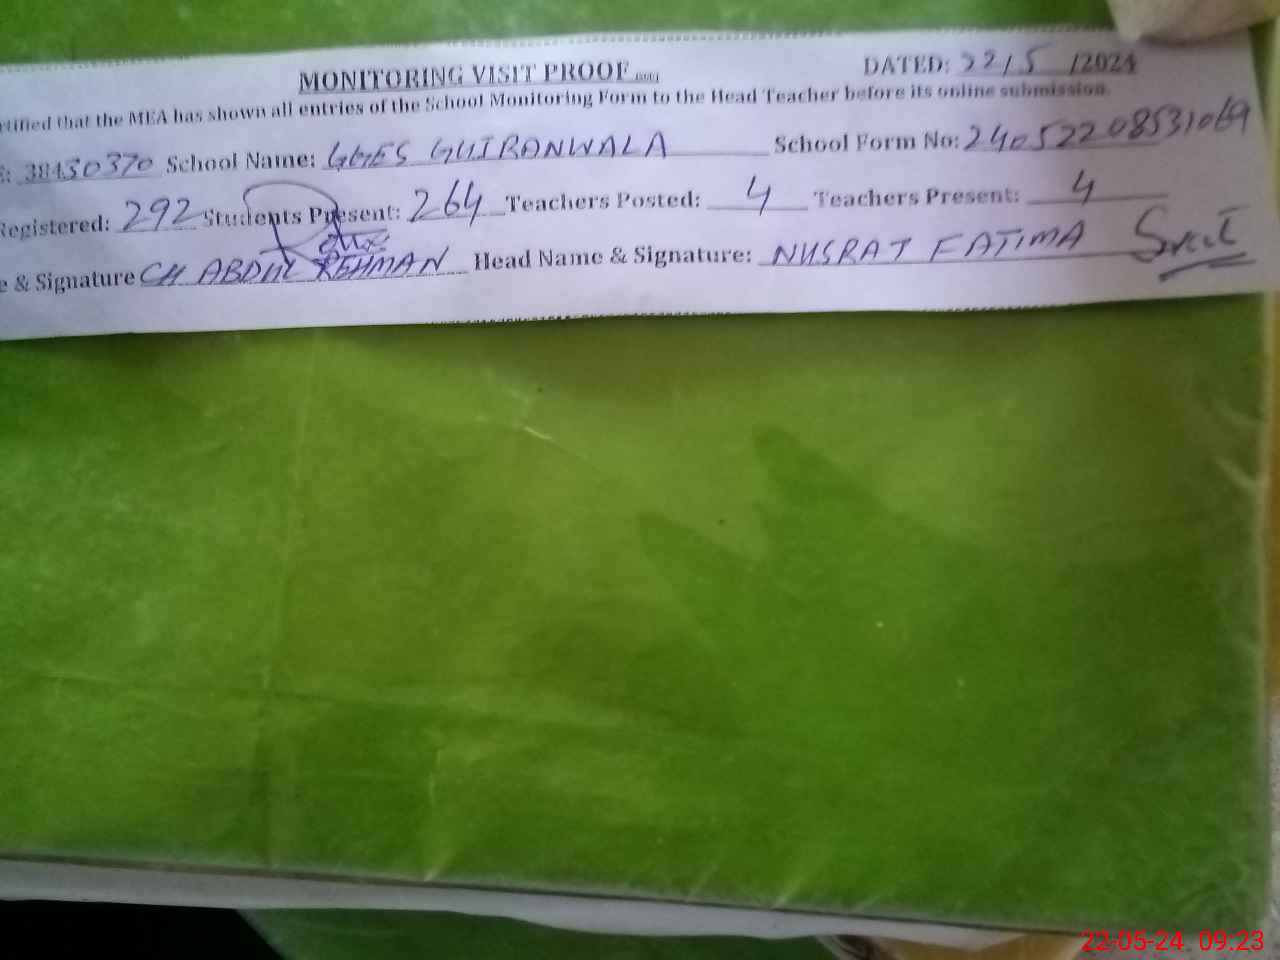 MONITORING VISIT PROOF DATED: 22/5/2024
rtified that the MEA has shown all entries of the School Monitoring Form to the Head Teacher before its online submission.
S: 38430370 School Name: GGES GUIRANWALA School Form No: 240522085310 69
Registered: 292 Students Present: 264 Teachers Posted: 4 Teachers Present: 4
e & Signature CH ABDUL REHMAN Head Name & Signature: NUSRAT FATIMA
22-05-24 09:23